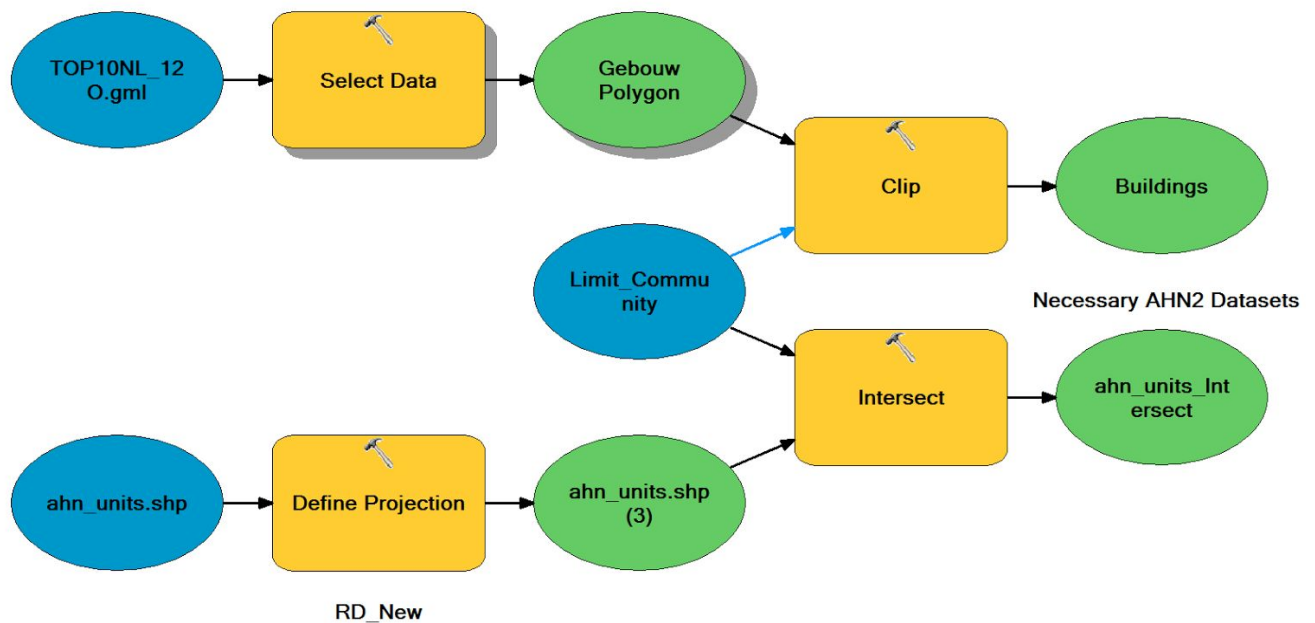 TOP10NL_12
O.gml
Select Data
Gebouw
Polygon
Clip
Buildings
Limit_Commu
nity
Necessary AHN2 Datasets
Intersect
ahn_units_Int
ersect
ahn_units.shp
Define Projection
ahn_units.shp
(3)
RD_New